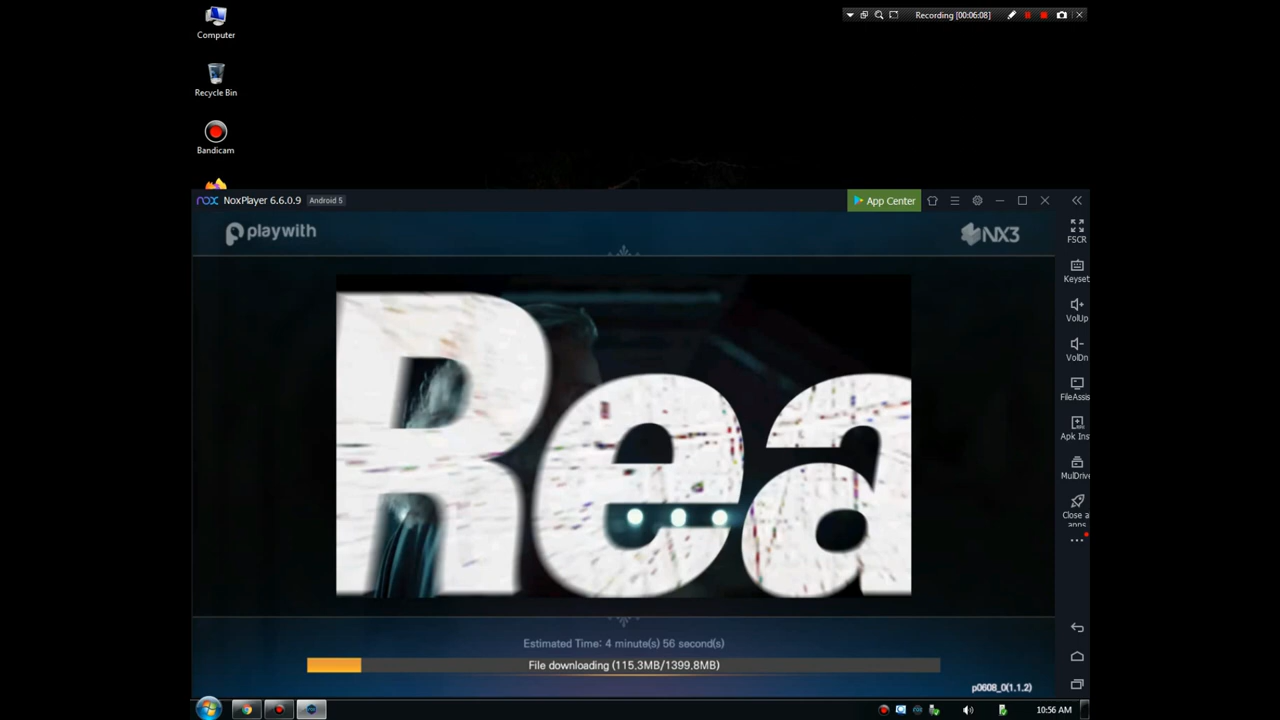 Computer
Recording [00:06:08]
Recycle Bin
Bandicam
nox NoxPlayer 6.6.0.9 Android 5
App Center
playwith
NX3
FSCR
Keyset
VolUp
VolDn
FileAssis
Apk Ins
MulDrive
Close a
apps
Rea
Estimated Time: 4 minute(s) 56 second(s)
File downloading (115.3MB/1399.8MB)
p0608_0(1.1.2)
10:56 AM